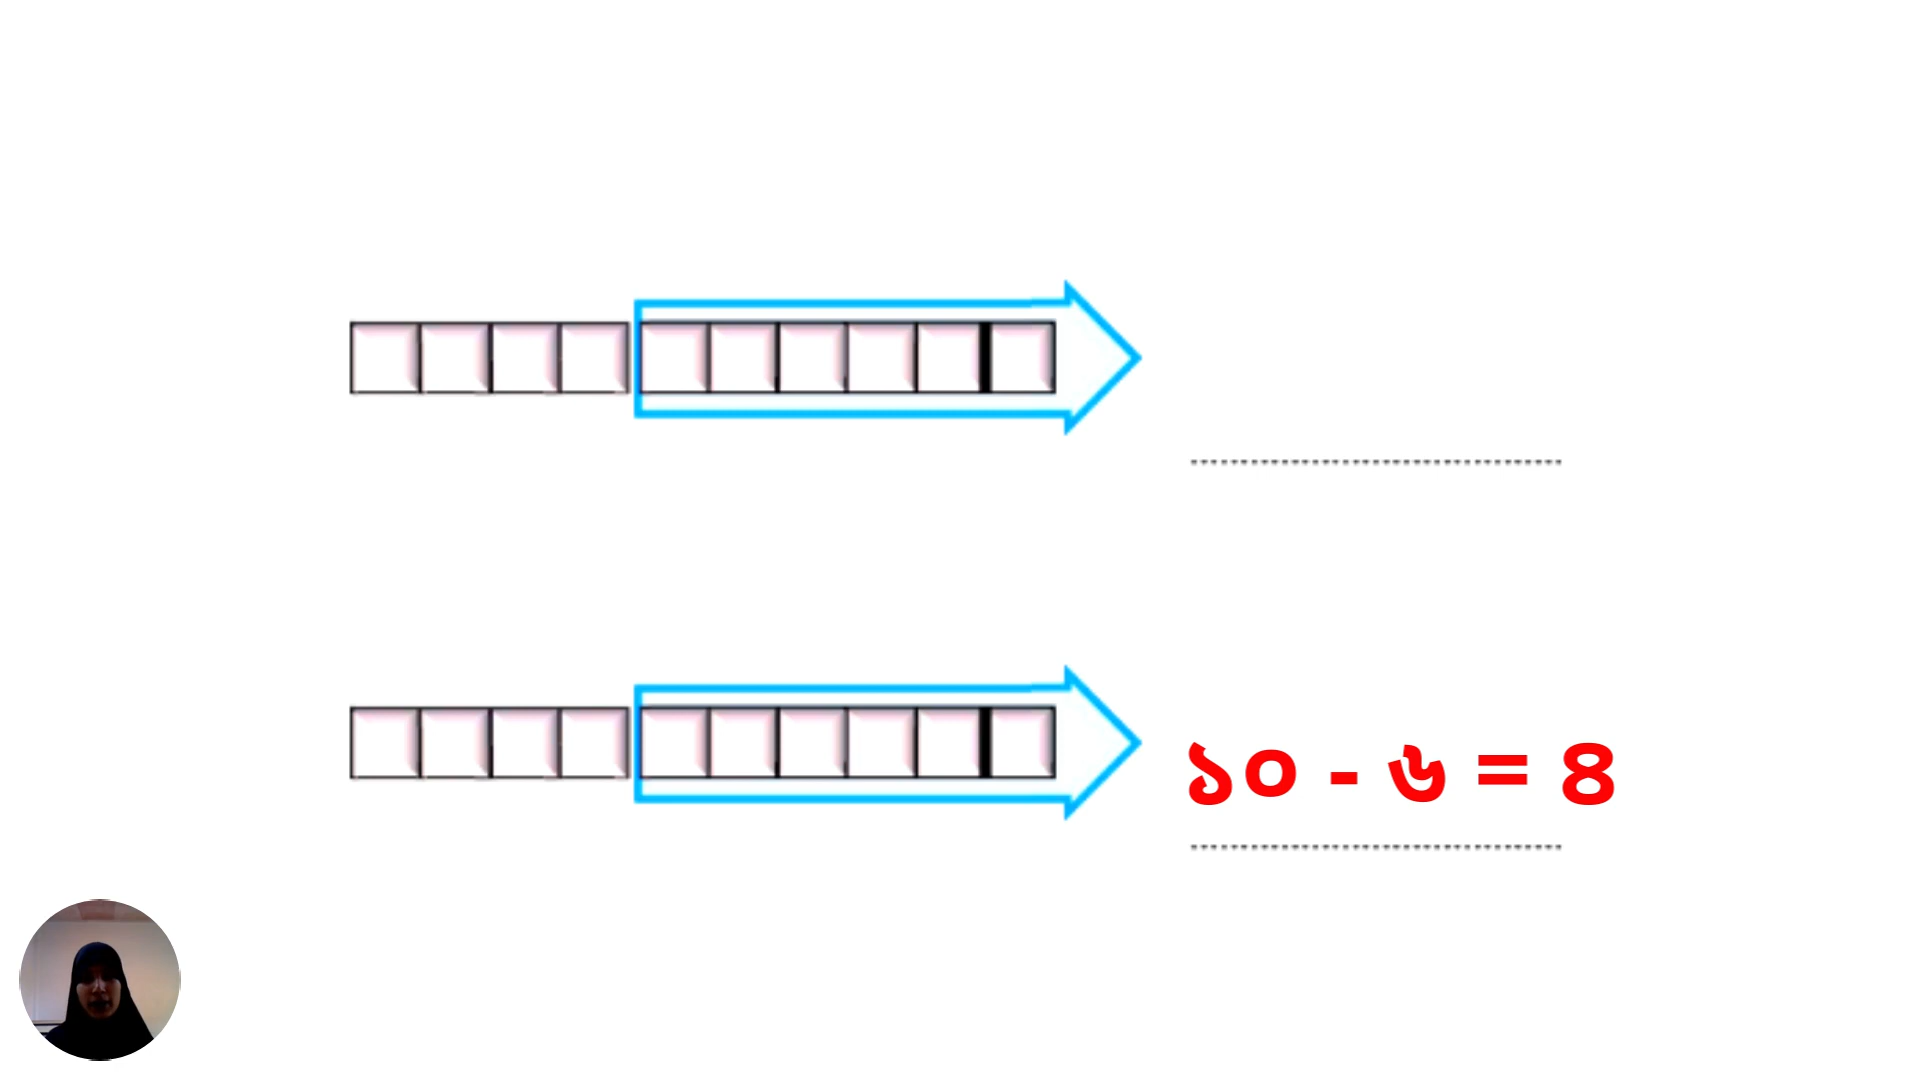 ১০ - ৬ = ৪